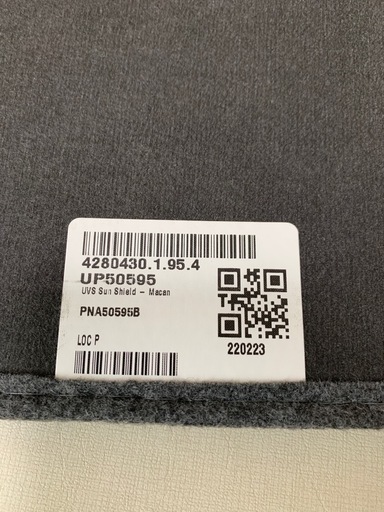 4280430.1.95.4
UP50595
UVS Sun Shield – Macan
PNA50595B
LOC P
220223